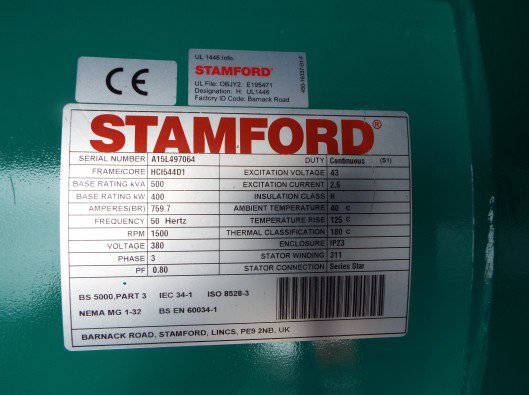 UL 1446 Info.
STAMFORD®
UL File: OBJY2. E195471
Designation: H: UL1446
Factory ID Code: Barnack Road
450-16337-01-F
CE
STAMFORD®
SERIAL NUMBER A15L497064 DUTY Continuous (S1)
FRAME/CORE HCI544D1 EXCITATION VOLTAGE 43
BASE RATING kVA 500 EXCITATION CURRENT 2.5
BASE RATING kW 400 INSULATION CLASS H
AMPERES(BR) 759.7 AMBIENT TEMPERATURE 40 C
FREQUENCY 50 Hertz TEMPERATURE RISE 125 C
RPM 1500 THERMAL CLASSIFICATION 180 C
VOLTAGE 380 ENCLOSURE IP23
PHASE 3 STATOR WINDING 311
PF 0.80 STATOR CONNECTION Series Star
BS 5000,PART 3 IEC 34-1 ISO 8528-3
NEMA MG 1-32 BS EN 60034-1
BARNACK ROAD, STAMFORD, LINCS, PE9 2NB, UK